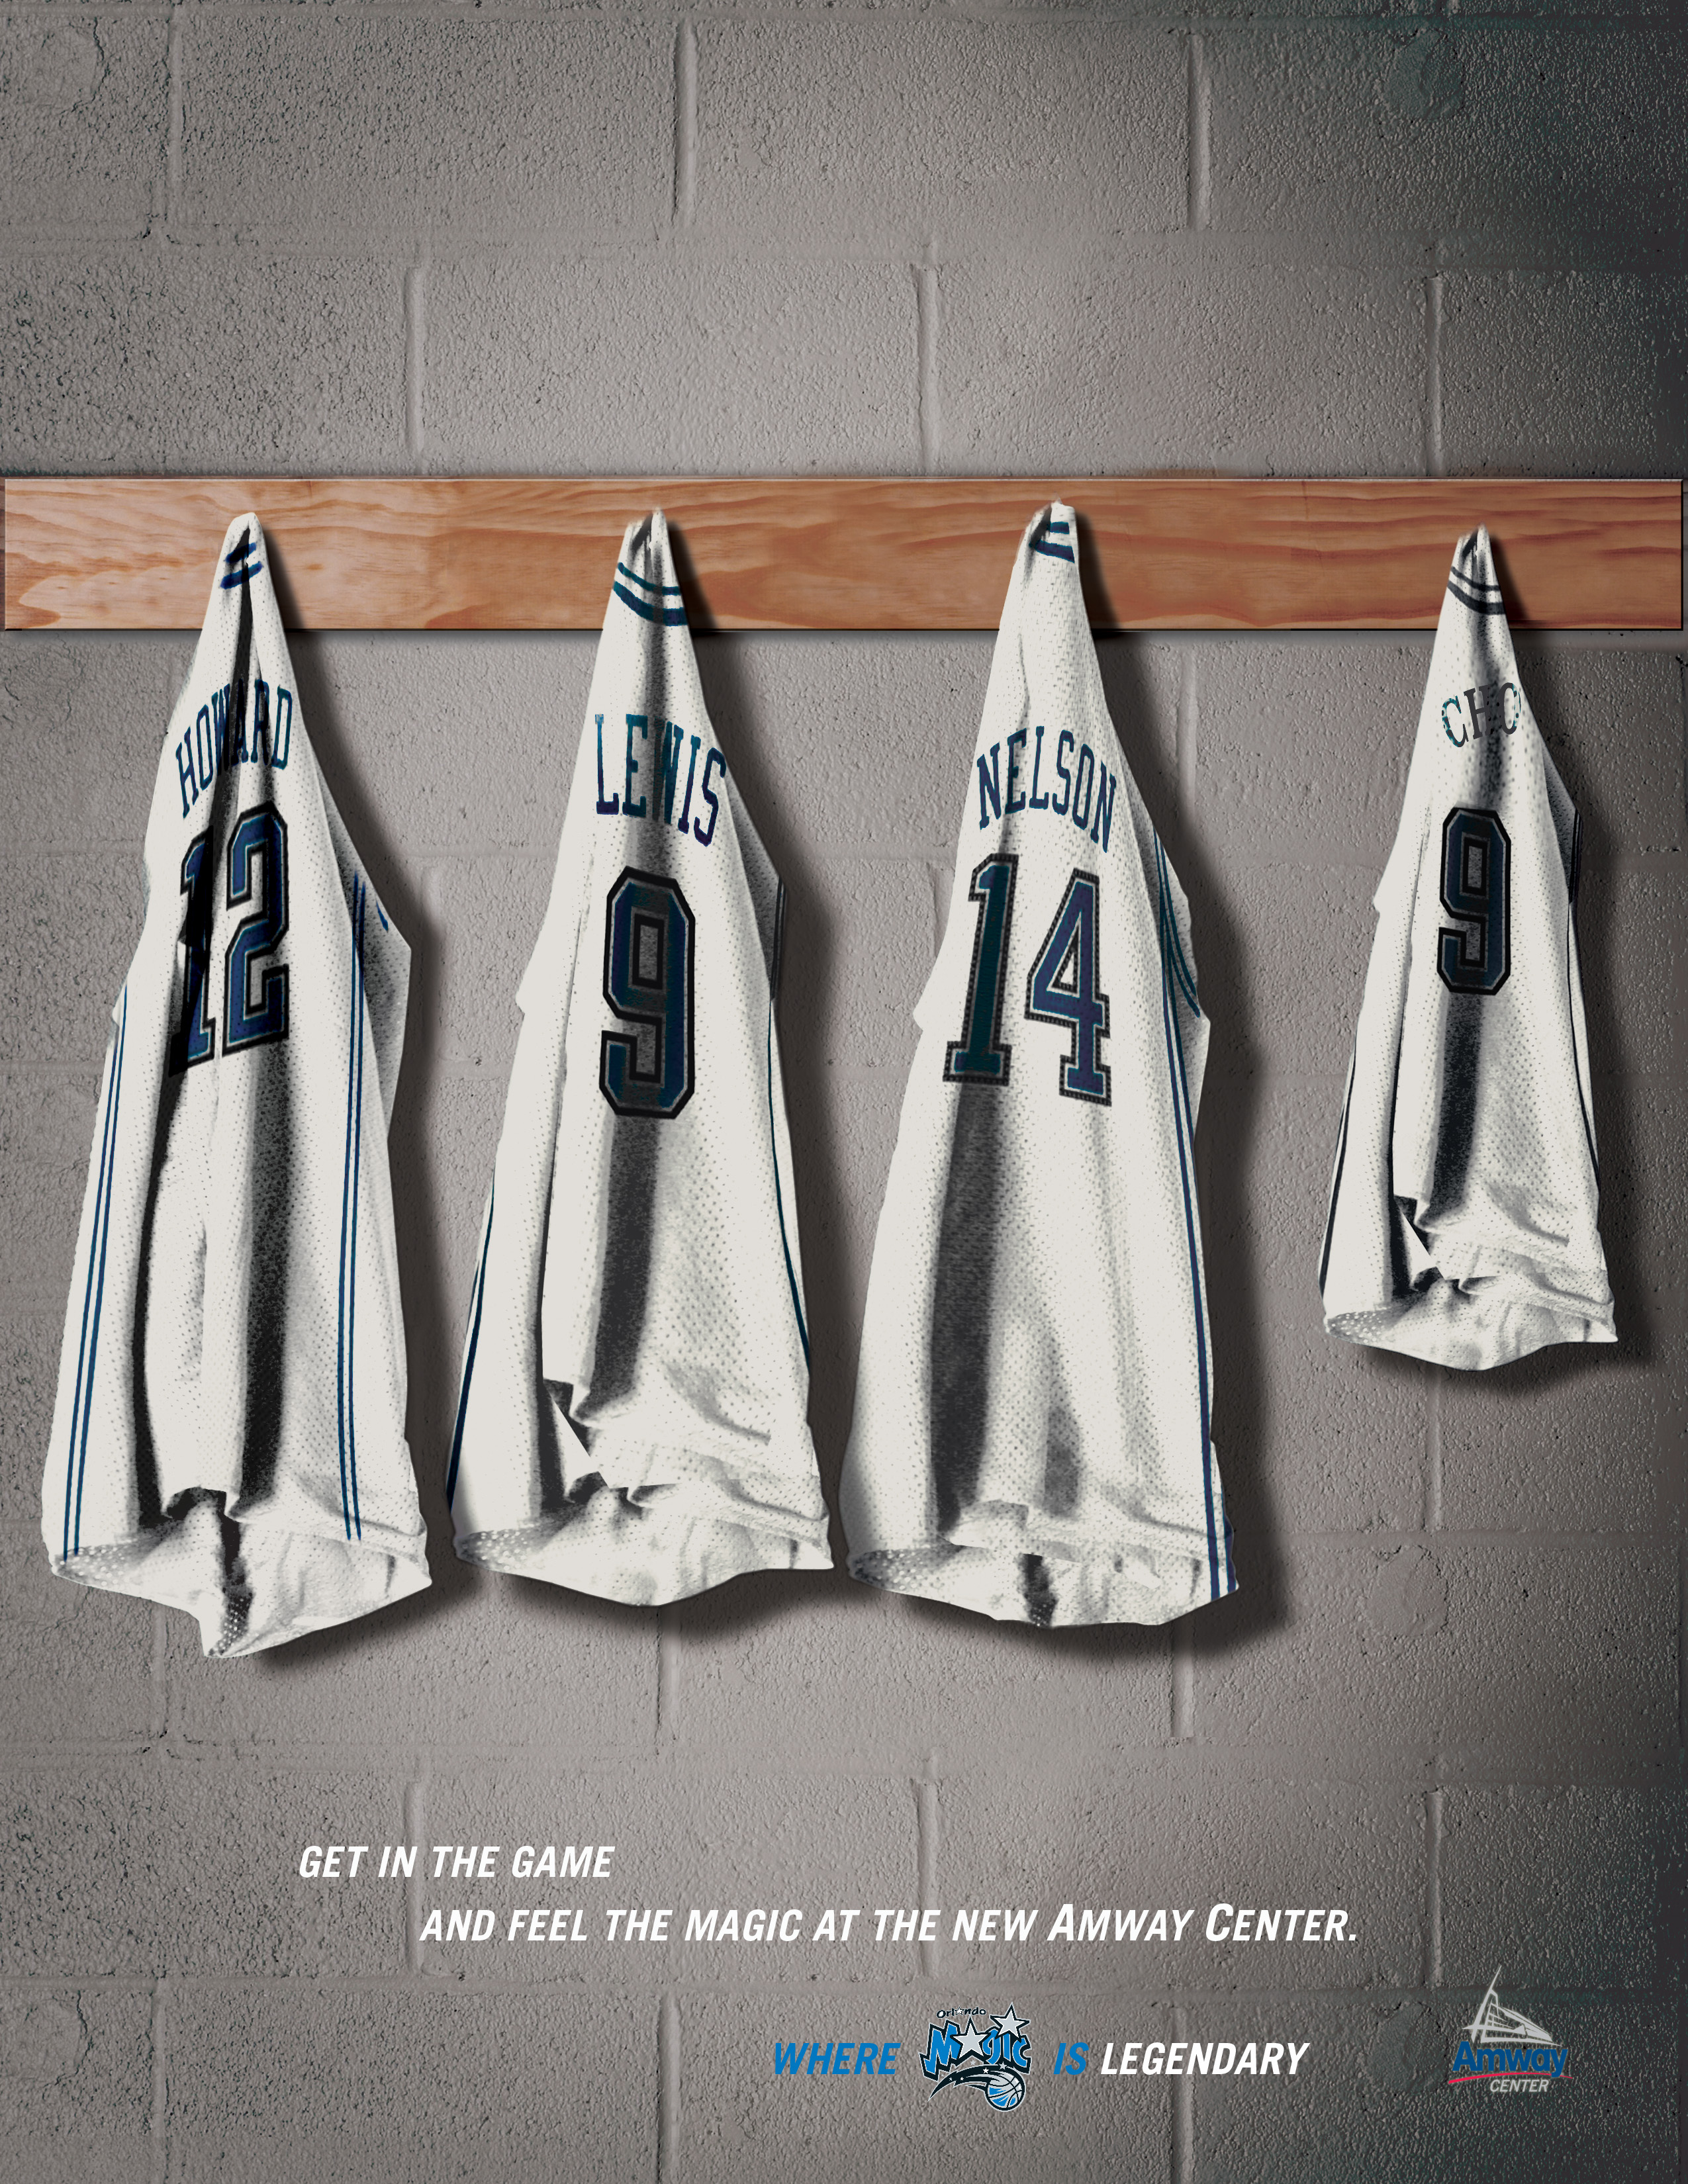 HOWARD
12
LEWIS
9
NELSON
14
CHO
9
GET IN THE GAME
AND FEEL THE MAGIC AT THE NEW AMWAY CENTER.
WHERE Orlando Magic IS LEGENDARY
Amway
CENTER